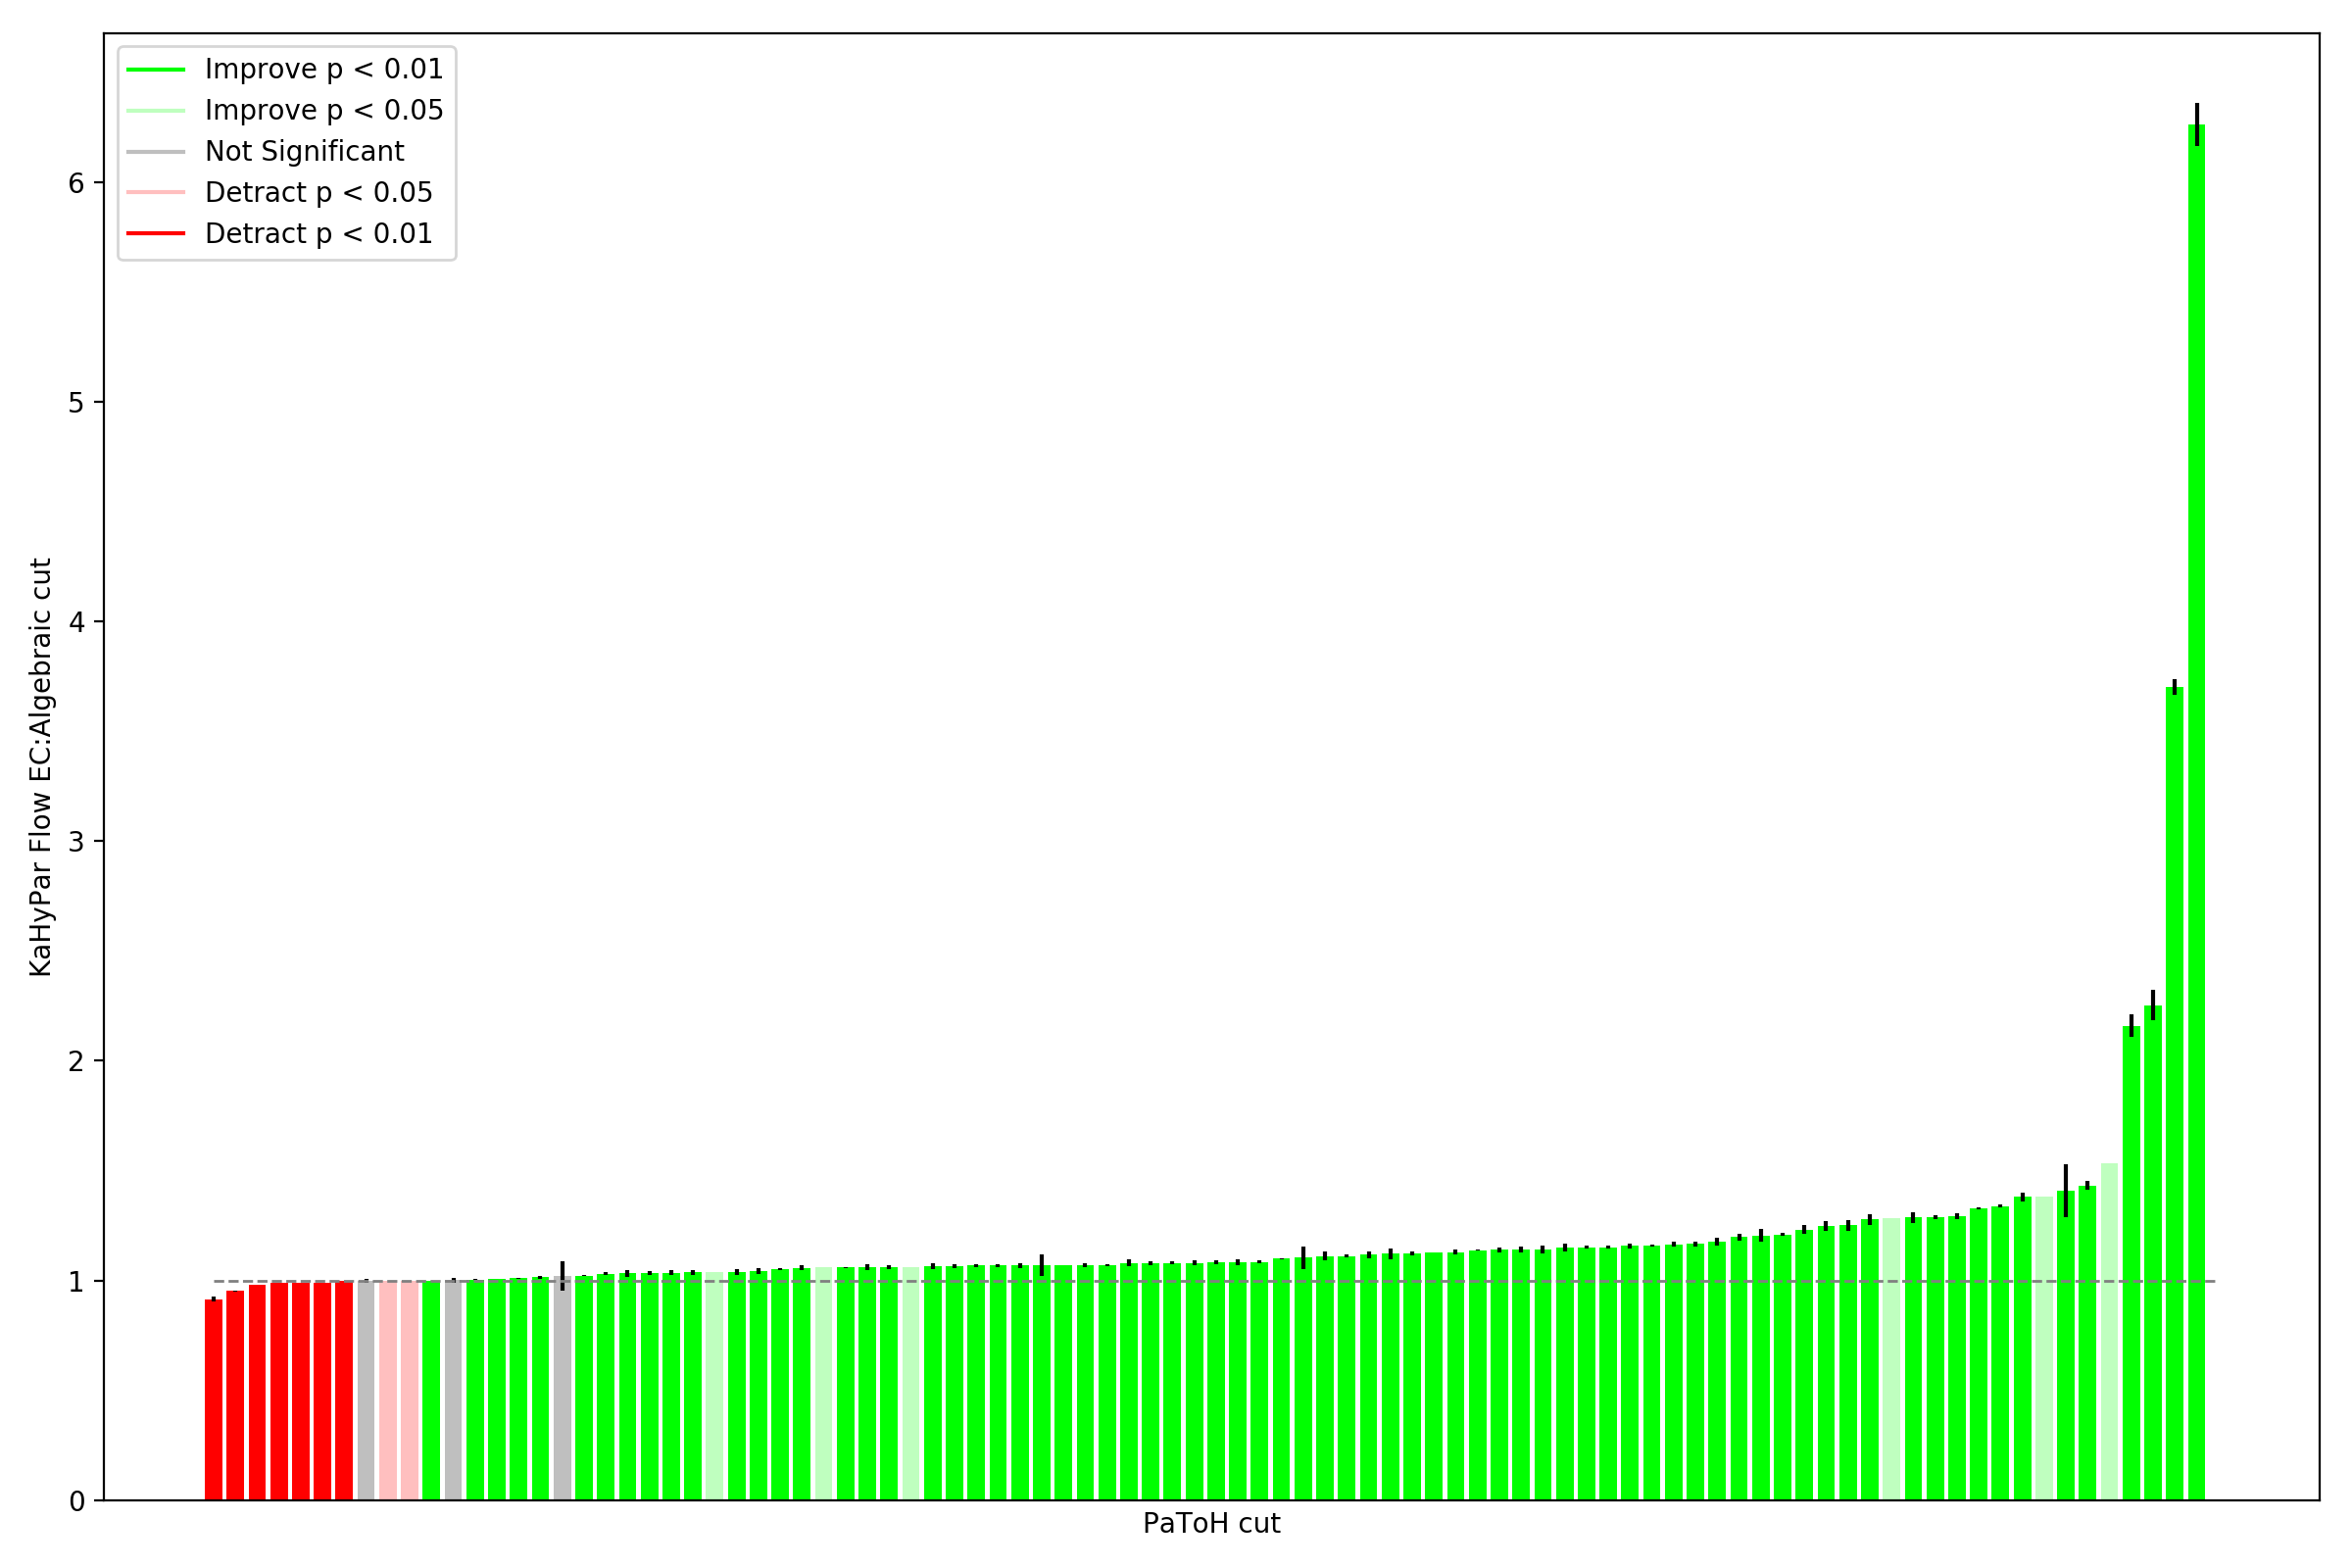 Improve p < 0.01
Improve p < 0.05
Not Significant
Detract p < 0.05
Detract p < 0.01
KaHyPar Flow EC:Algebraic cut
6
5
4
3
2
1
0
PaToH cut